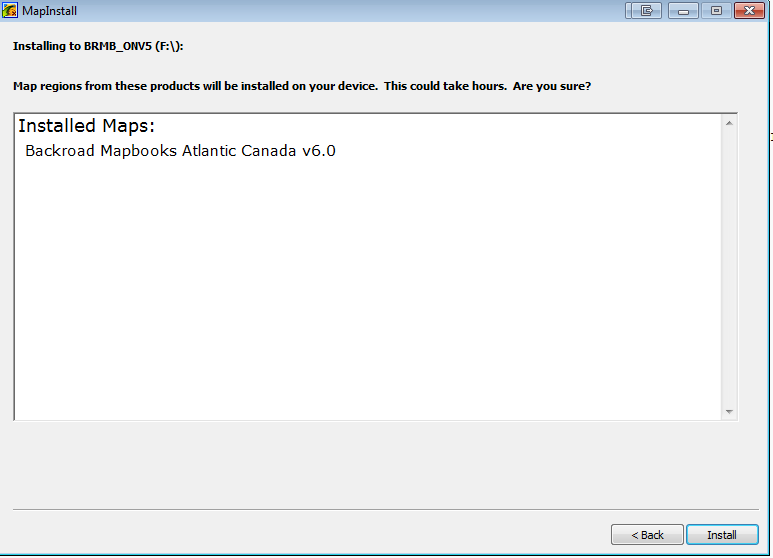 MapInstall
Installing to BRMB_ONV5 (F:\):
Map regions from these products will be installed on your device.  This could take hours.  Are you sure?
Installed Maps:
Backroad Mapbooks Atlantic Canada v6.0
< Back
Install